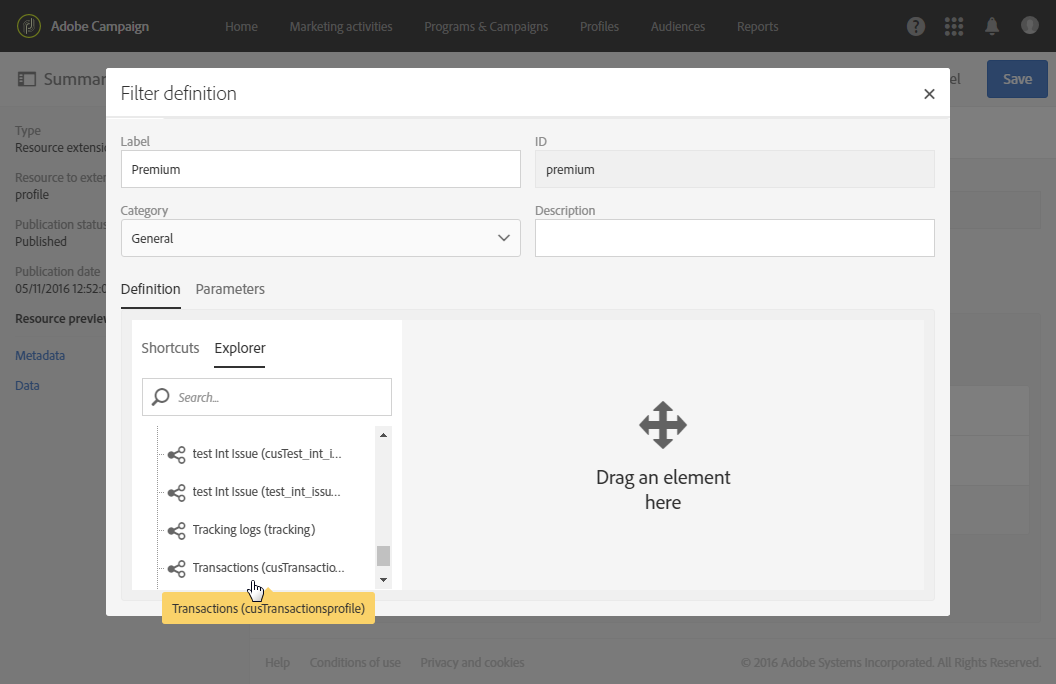 Adobe Campaign
Home
Marketing activities
Programs & Campaigns
Profiles
Audiences
Reports
?
Summar
el
Save
Filter definition
×
Type
Resource extensi
Resource to exter
profile
Publication status
Published
Publication date
05/11/2016 12:52:0
Resource preview
Metadata
Data
Label
ID
Premium
premium
Category
Description
General
Definition
Parameters
Shortcuts
Explorer
Search...
test Int Issue (cusTest_int_i...
test Int Issue (test_int_issu...
Tracking logs (tracking)
Transactions (cusTransactio...
Transactions (cusTransactionsprofile)
Drag an element
here
Help
Conditions of use
Privacy and cookies
© 2016 Adobe Systems Incorporated. All Rights Reserved.